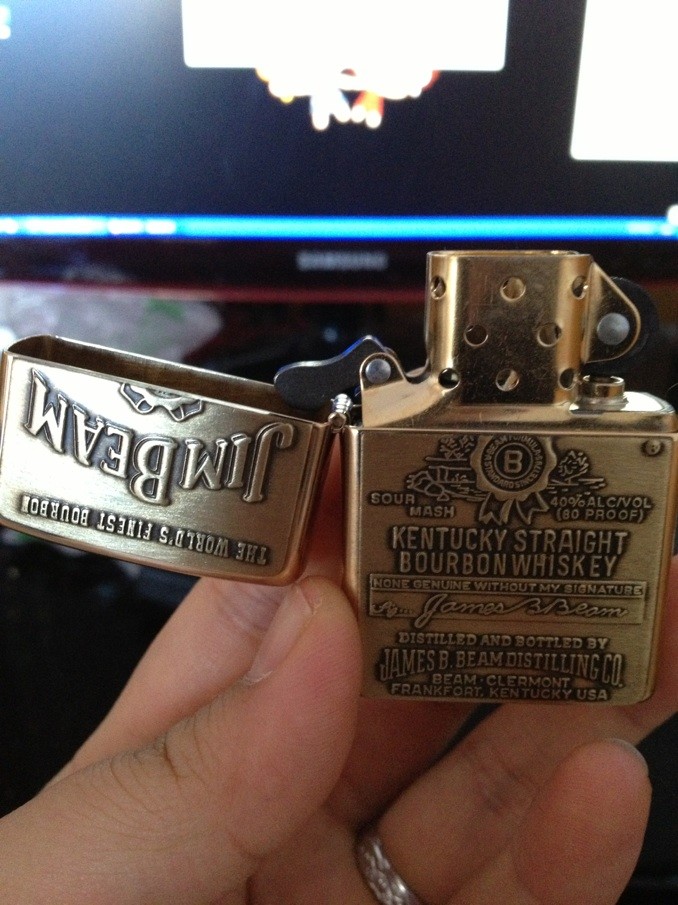 SAMSUNG
JIM BEAM
THE WORLD'S FINEST BOURBON
B
SOUR MASH
40% ALC/VOL
(80 PROOF)
KENTUCKY STRAIGHT
BOURBON WHISKEY
NONE GENUINE WITHOUT MY SIGNATURE
James B. Beam
DISTILLED AND BOTTLED BY
JAMES B. BEAM DISTILLING CO.
BEAM · CLERMONT
FRANKFORT, KENTUCKY USA